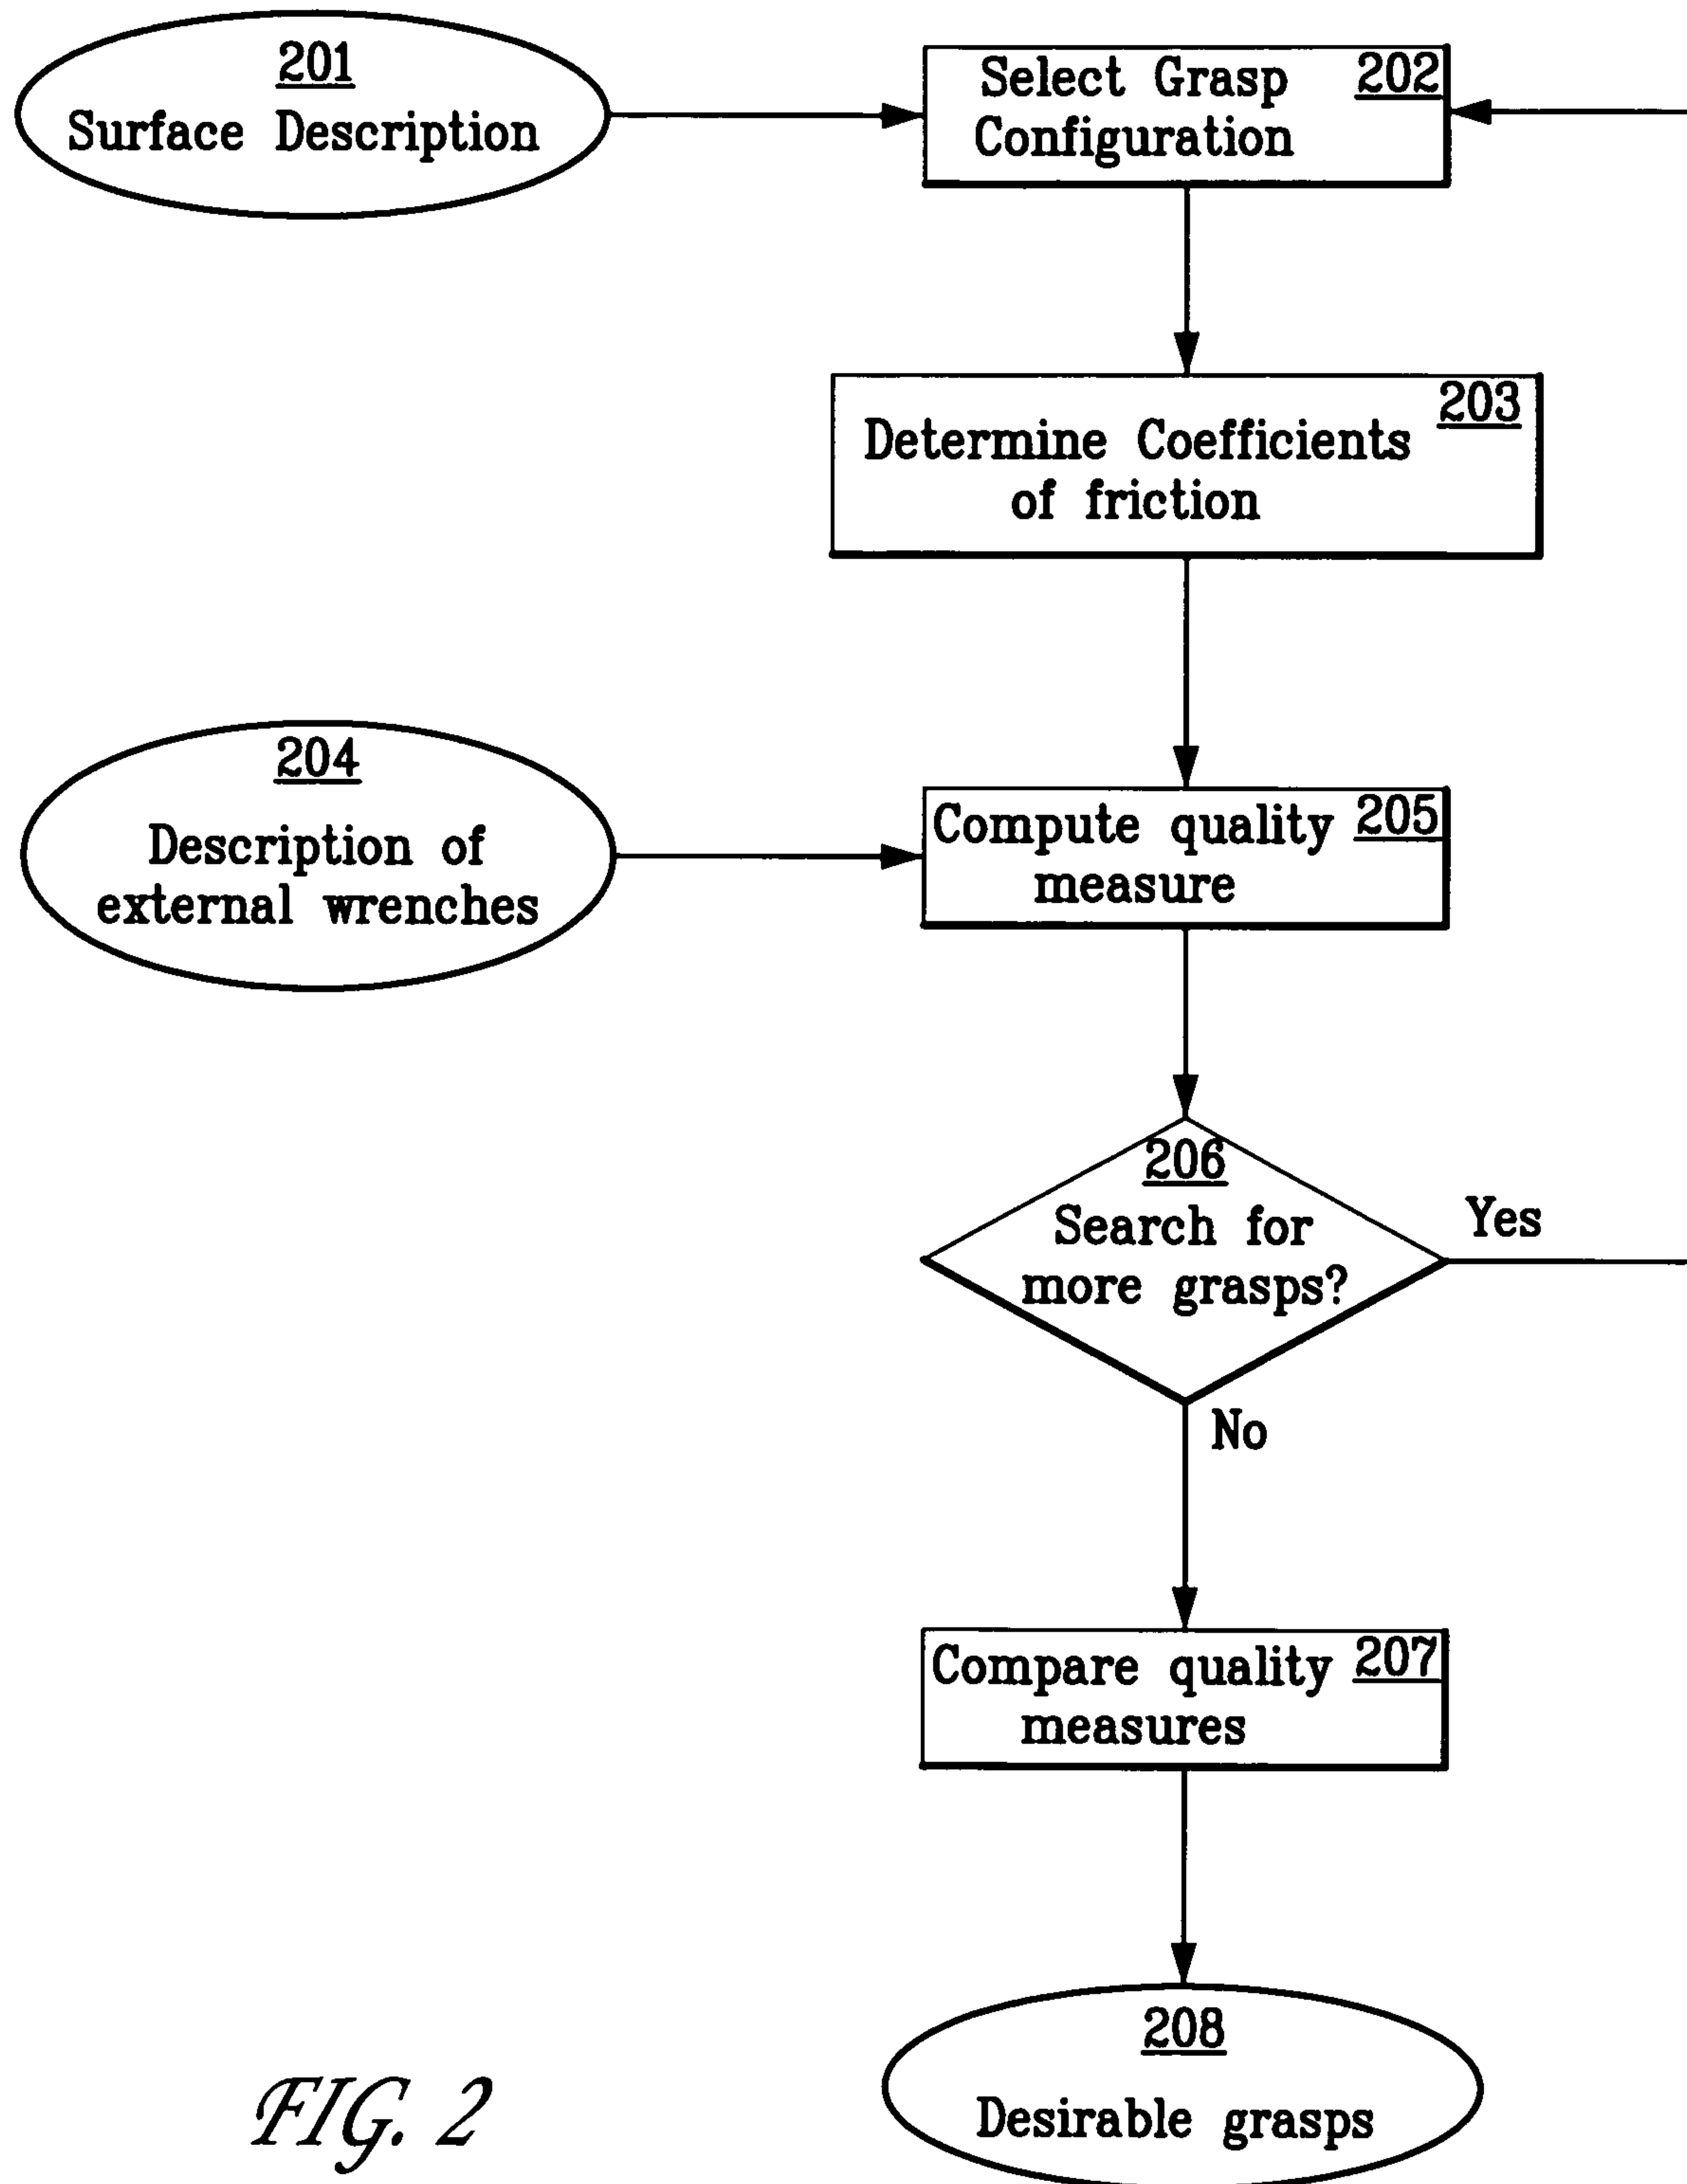 201
Surface Description
Select Grasp 202
Configuration
203
Determine Coefficients
of friction
204
Description of
external wrenches
Compute quality 205
measure
206
Search for
more grasps?
Yes
No
Compare quality 207
measures
208
Desirable grasps
FIG. 2